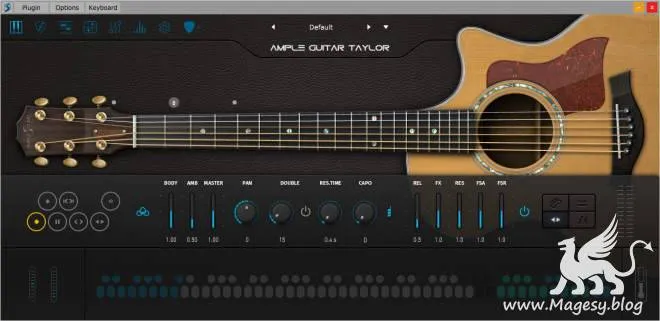 Plugin Options Keyboard
Default
AMPLE GUITAR TAYLOR
BODY AMB MASTER PAN DOUBLE RES.TIME CAPO REL FX RES FSA FSR
1.00 0.50 1.00 0 15 0.4 s 0 0.5 1.0 1.0 1.0 1.0
www.Magesy.blog